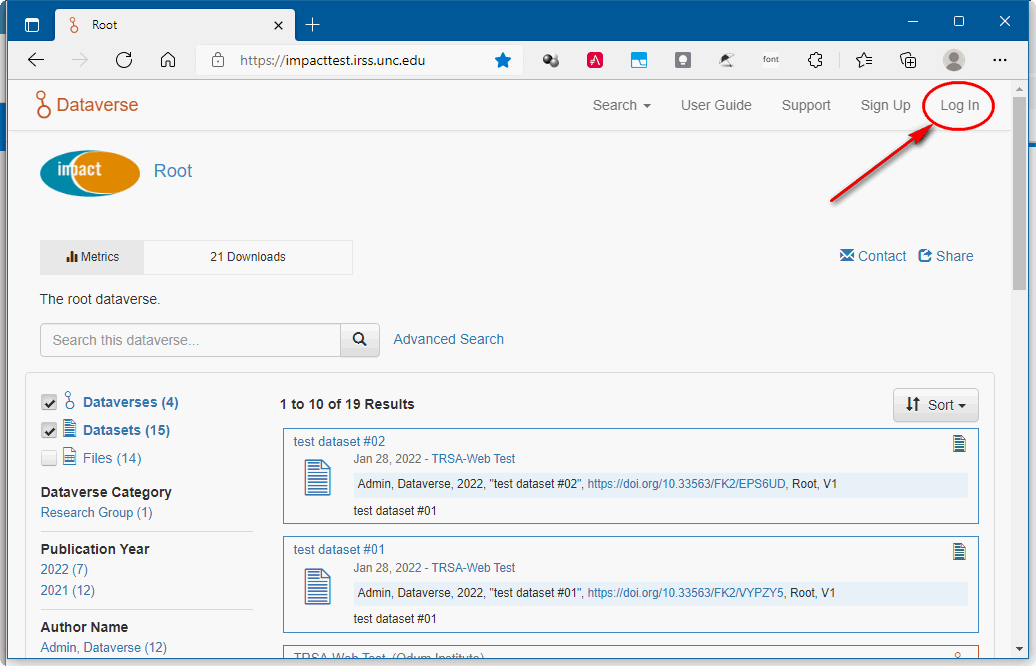 Root
https://impacttest.irss.unc.edu
font
Dataverse
Search
User Guide
Support
Sign Up
Log In
impact
Root
Metrics
21 Downloads
Contact
Share
The root dataverse.
Search this dataverse...
Advanced Search
Dataverses (4)
Datasets (15)
Files (14)
Dataverse Category
Research Group (1)
Publication Year
2022 (7)
2021 (12)
Author Name
Admin, Dataverse (12)
1 to 10 of 19 Results
Sort
test dataset #02
Jan 28, 2022 - TRSA-Web Test
Admin, Dataverse, 2022, "test dataset #02", https://doi.org/10.33563/FK2/EPS6UD, Root, V1
test dataset #01
test dataset #01
Jan 28, 2022 - TRSA-Web Test
Admin, Dataverse, 2022, "test dataset #01", https://doi.org/10.33563/FK2/VYPZY5, Root, V1
test dataset #01
TRSA-Web Test (Odum Institute)